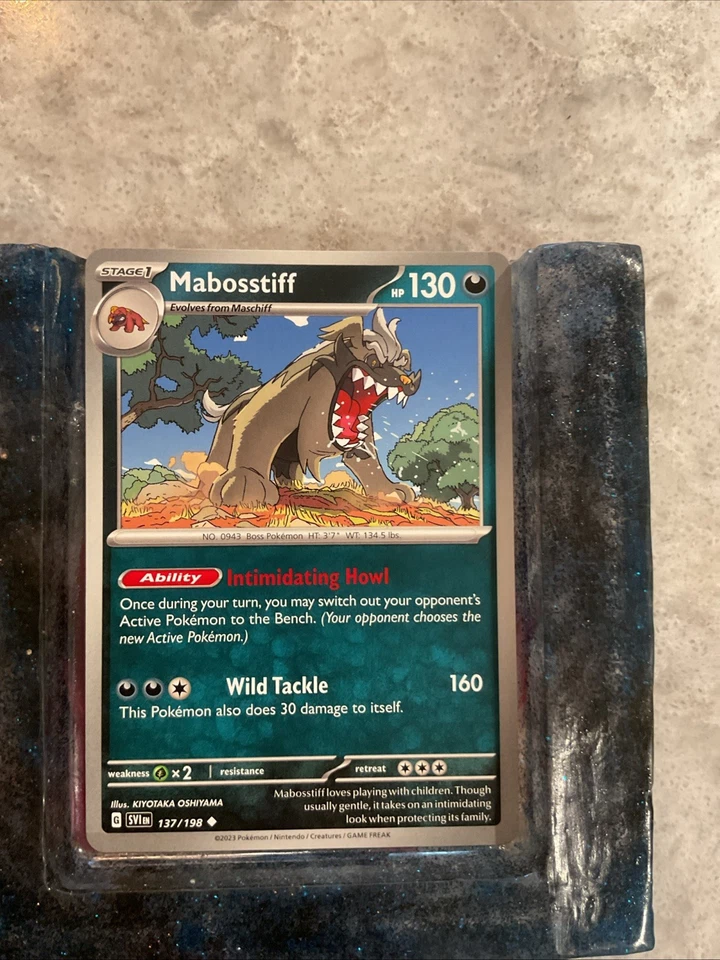 STAGE 1
Mabosstiff
HP 130
Evolves from Maschiff
NO. 0943 Boss Pokémon HT: 3'7" WT: 134.5 lbs.
Ability Intimidating Howl
Once during your turn, you may switch out your opponent's
Active Pokémon to the Bench. (Your opponent chooses the
new Active Pokémon.)
Wild Tackle 160
This Pokémon also does 30 damage to itself.
weakness ×2 resistance retreat
Illus. KIYOTAKA OSHIYAMA
Mabosstiff loves playing with children. Though
usually gentle, it takes on an intimidating
look when protecting its family.
G SVI EN 137/198
©2023 Pokémon / Nintendo / Creatures / GAME FREAK